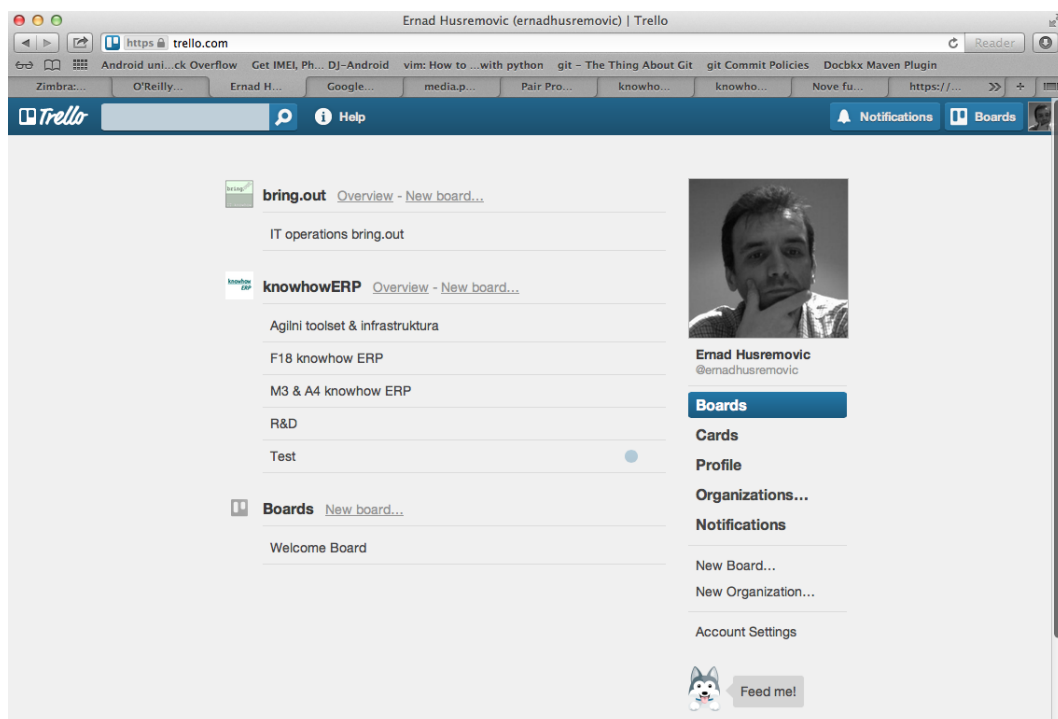 Ernad Husremovic (ernadhusremovic) | Trello
https trello.com
Reader
Android uni...ck Overflow Get IMEI, Ph... DJ-Android vim: How to ...with python git – The Thing About Git git Commit Policies Docbkx Maven Plugin
Zimbra:... O'Reilly... Ernad H... Google... media.p... Pair Pro... knowho... knowho... Nove fu... https://...
Trello
Help
Notifications
Boards
bring.out
bring.out Overview - New board...
IT operations bring.out
knowhow
ERP
knowhowERP Overview - New board...
Agilni toolset & infrastruktura
F18 knowhow ERP
M3 & A4 knowhow ERP
R&D
Test
Boards New board...
Welcome Board
Ernad Husremovic
@ernadhusremovic
Boards
Cards
Profile
Organizations...
Notifications
New Board...
New Organization...
Account Settings
Feed me!